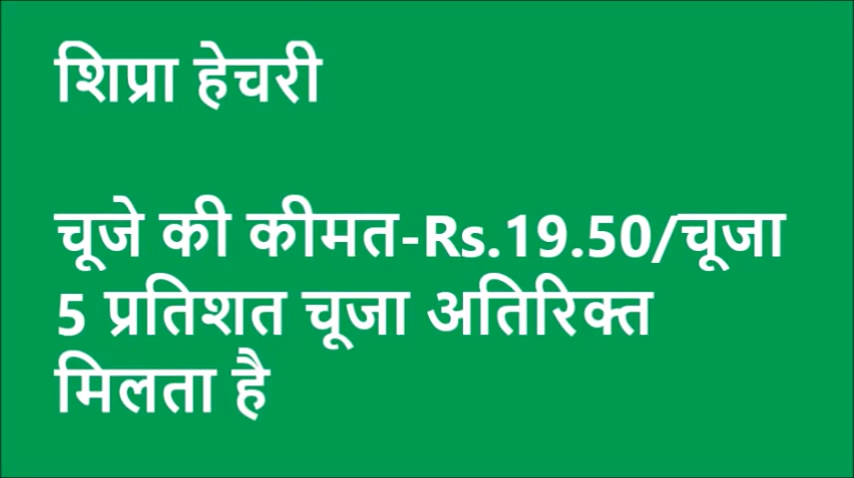 शिप्रा हेचरी
चूजे की कीमत-Rs.19.50/चूजा
5 प्रतिशत चूजा अतिरिक्त
मिलता है